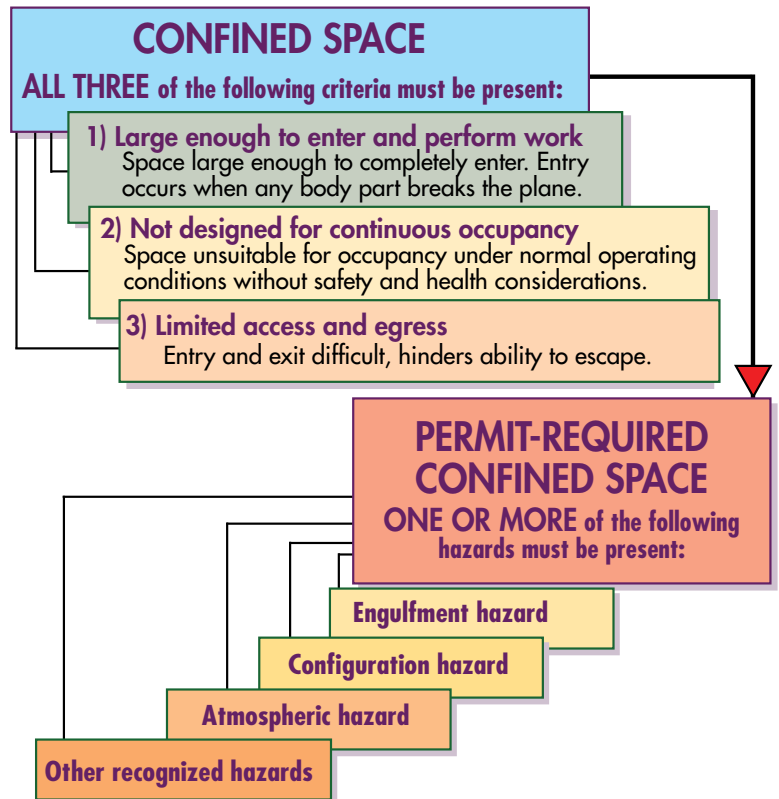 CONFINED SPACE
ALL THREE of the following criteria must be present:
1) Large enough to enter and perform work
Space large enough to completely enter. Entry
occurs when any body part breaks the plane.
2) Not designed for continuous occupancy
Space unsuitable for occupancy under normal operating
conditions without safety and health considerations.
3) Limited access and egress
Entry and exit difficult, hinders ability to escape.
PERMIT-REQUIRED
CONFINED SPACE
ONE OR MORE of the following
hazards must be present:
Engulfment hazard
Configuration hazard
Atmospheric hazard
Other recognized hazards